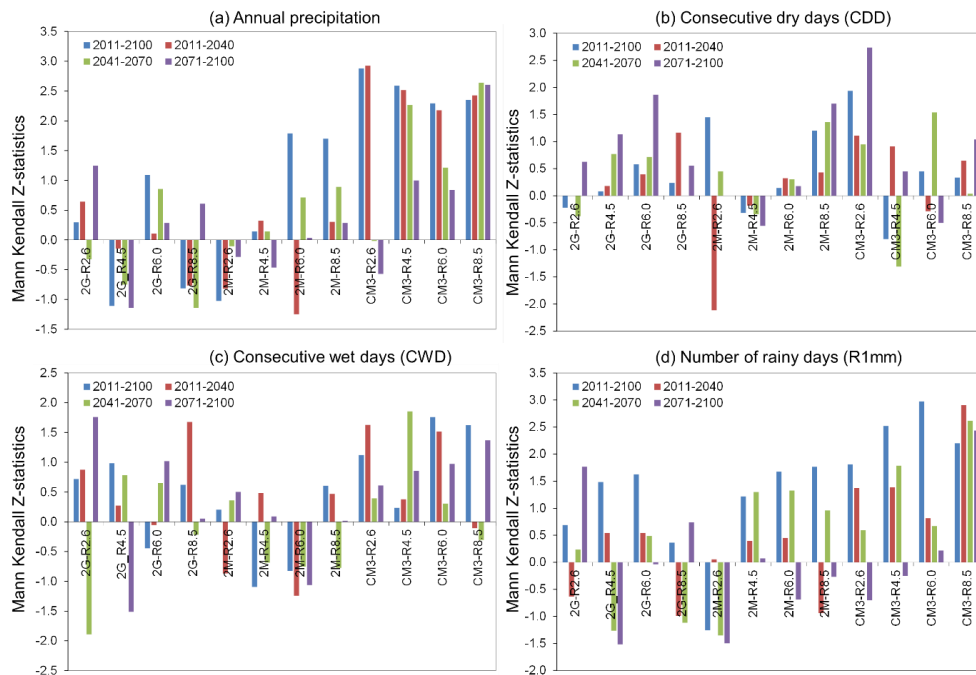 (a) Annual precipitation
Mann Kendall Z-statistics
3.5
3.0
2.5
2.0
1.5
1.0
0.5
0.0
-0.5
-1.0
-1.5
2011-2100 2011-2040
2041-2070 2071-2100
2G-R2.6
2G_R4.5
2G-R6.0
2G-R8.5
2M-R2.6
2M-R4.5
2M-R6.0
2M-R8.5
CM3-R2.6
CM3-R4.5
CM3-R6.0
CM3-R8.5
(b) Consecutive dry days (CDD)
Mann Kendall Z-statistics
3.0
2.5
2.0
1.5
1.0
0.5
0.0
-0.5
-1.0
-1.5
-2.0
-2.5
2011-2100 2011-2040
2041-2070 2071-2100
2G-R2.6
2G-R4.5
2G-R6.0
2G-R8.5
2M-R2.6
2M-R4.5
2M-R6.0
2M-R8.5
CM3-R2.6
CM3-R4.5
CM3-R6.0
CM3-R8.5
(c) Consecutive wet days (CWD)
Mann Kendall Z-statistics
2.5
2.0
1.5
1.0
0.5
0.0
-0.5
-1.0
-1.5
-2.0
-2.5
2011-2100 2011-2040
2041-2070 2071-2100
2G-R2.6
2G_R4.5
2G-R6.0
2G-R8.5
2M-R2.6
2M-R4.5
2M-R6.0
2M-R8.5
CM3-R2.6
CM3-R4.5
CM3-R6.0
CM3-R8.5
(d) Number of rainy days (R1mm)
Mann Kendall Z-statistics
3.5
3.0
2.5
2.0
1.5
1.0
0.5
0.0
-0.5
-1.0
-1.5
-2.0
2011-2100 2011-2040
2041-2070 2071-2100
2G-R2.6
2G_R4.5
2G-R6.0
2G-R8.5
2M-R2.6
2M-R4.5
2M-R6.0
2M-R8.5
CM3-R2.6
CM3-R4.5
CM3-R6.0
CM3-R8.5